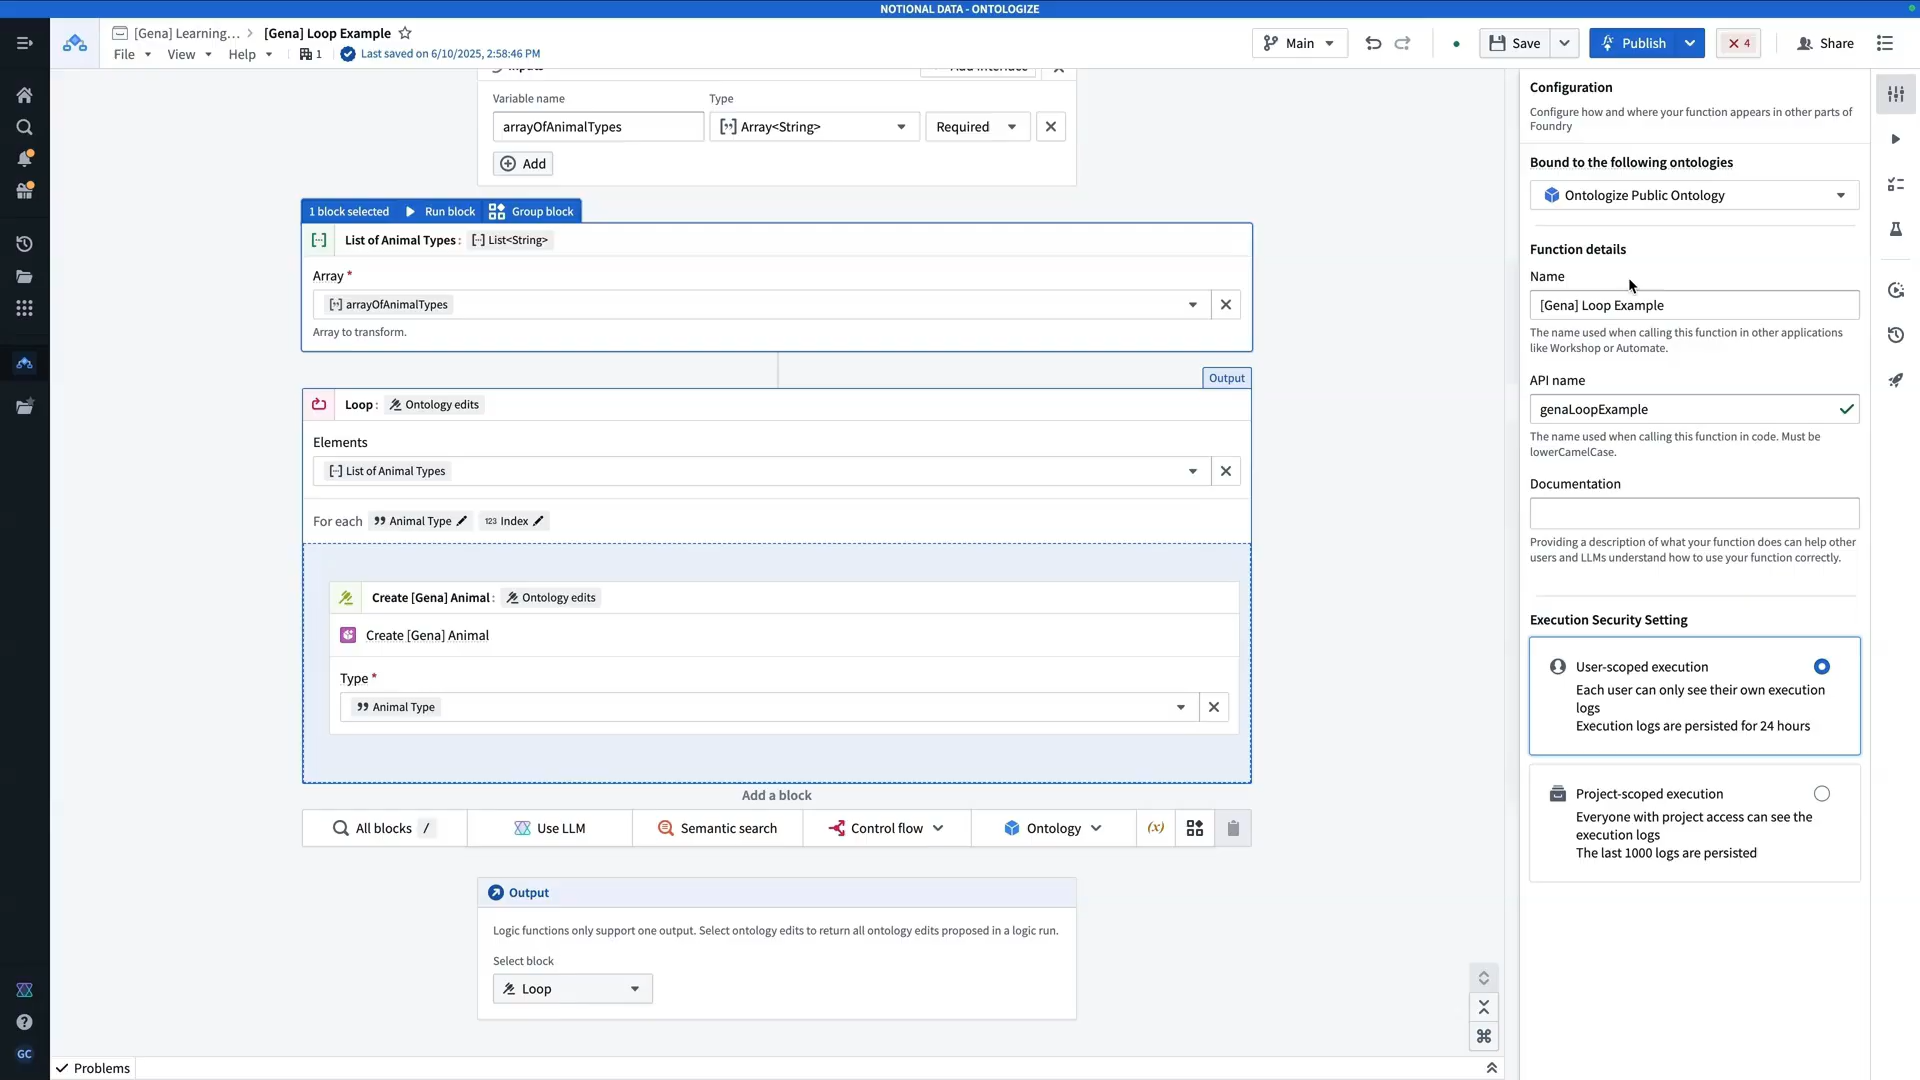 NOTIONAL DATA - ONTOLOGIZE
[Gena] Learning... > [Gena] Loop Example
File View Help 1 Last saved on 6/10/2025, 2:58:46 PM
Main Save Publish 4 Share
Variable name Type
arrayOfAnimalTypes Array<String> Required
Add
1 block selected Run block Group block
List of Animal Types : List<String>
Array *
arrayOfAnimalTypes
Array to transform.
Output
Loop : Ontology edits
Elements
List of Animal Types
For each Animal Type 123 Index
Create [Gena] Animal : Ontology edits
Create [Gena] Animal
Type *
Animal Type
Add a block
All blocks / Use LLM Semantic search Control flow Ontology (x)
Output
Logic functions only support one output. Select ontology edits to return all ontology edits proposed in a logic run.
Select block
Loop
Problems
GC
Configuration
Configure how and where your function appears in other parts of
Foundry
Bound to the following ontologies
Ontologize Public Ontology
Function details
Name
[Gena] Loop Example
The name used when calling this function in other applications
like Workshop or Automate.
API name
genaLoopExample
The name used when calling this function in code. Must be
lowerCamelCase.
Documentation
Providing a description of what your function does can help other
users and LLMs understand how to use your function correctly.
Execution Security Setting
User-scoped execution
Each user can only see their own execution
logs
Execution logs are persisted for 24 hours
Project-scoped execution
Everyone with project access can see the
execution logs
The last 1000 logs are persisted